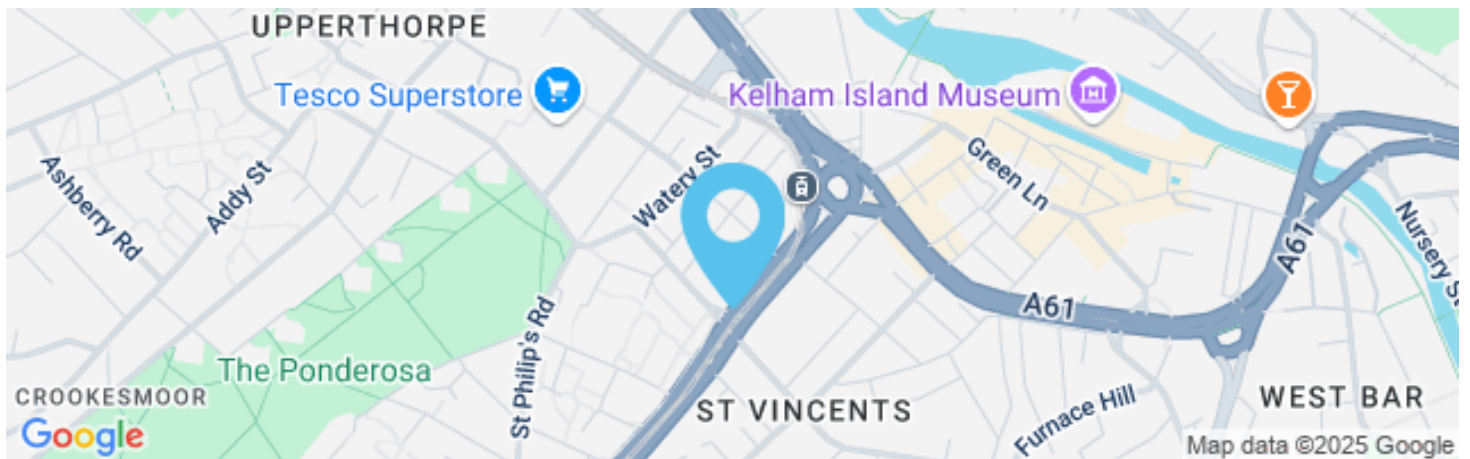 UPPERTHORPE
Tesco Superstore
Kelham Island Museum
Ashberry Rd
Addy St
Watery St
Green Ln
Nursery St
A61
A61
St Philip's Rd
The Ponderosa
CROOKESMOOR
ST VINCENTS
Furnace Hill
WEST BAR
Google
Map data ©2025 Google